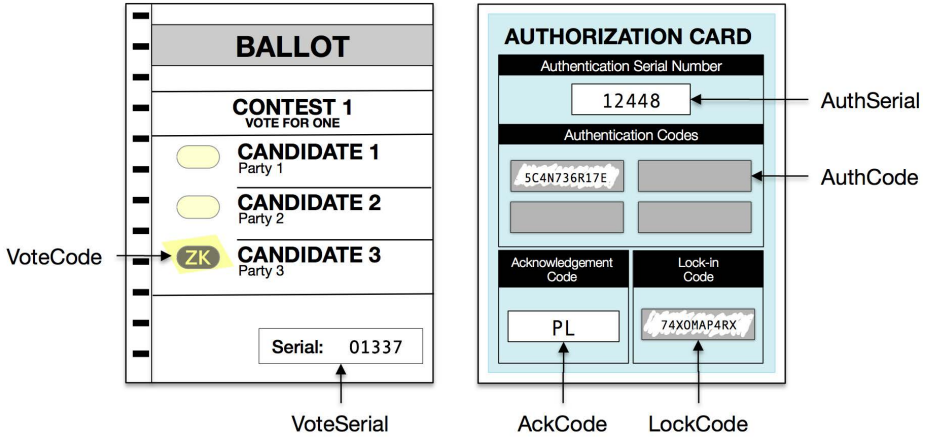 BALLOT
CONTEST 1
VOTE FOR ONE
CANDIDATE 1
Party 1
CANDIDATE 2
Party 2
ZK
CANDIDATE 3
Party 3
Serial: 01337
VoteCode
VoteSerial
AUTHORIZATION CARD
Authentication Serial Number
12448
Authentication Codes
5C4N736R17E
Acknowledgement
Code
PL
Lock-in
Code
74XOMAP4RX
AuthSerial
AuthCode
AckCode
LockCode